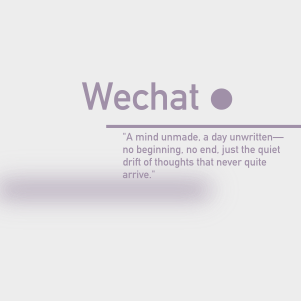 Wechat
"A mind unmade, a day unwritten—
no beginning, no end, just the quiet
drift of thoughts that never quite
arrive."